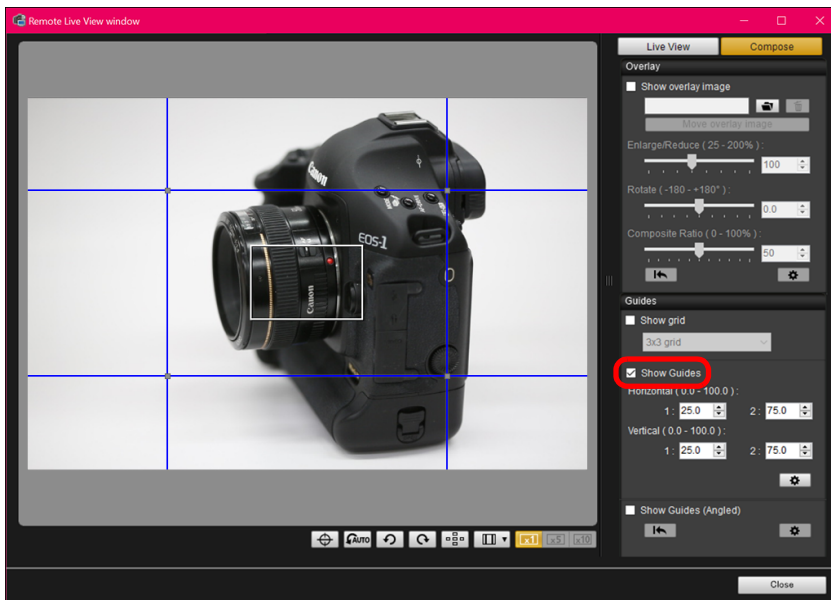 Remote Live View window
Live View Compose
Overlay
Show overlay image
Move overlay image
Enlarge/Reduce ( 25 - 200% ) :
100
Rotate ( -180 - +180° ) :
0.0
Composite Ratio ( 0 - 100% ) :
50
Guides
Show grid
3x3 grid
Show Guides
Horizontal ( 0.0 - 100.0 ) :
1 : 25.0 2 : 75.0
Vertical ( 0.0 - 100.0 ) :
1 : 25.0 2 : 75.0
Show Guides (Angled)
Canon
EOS-1
Canon
AUTO
x1 x5 x10
Close